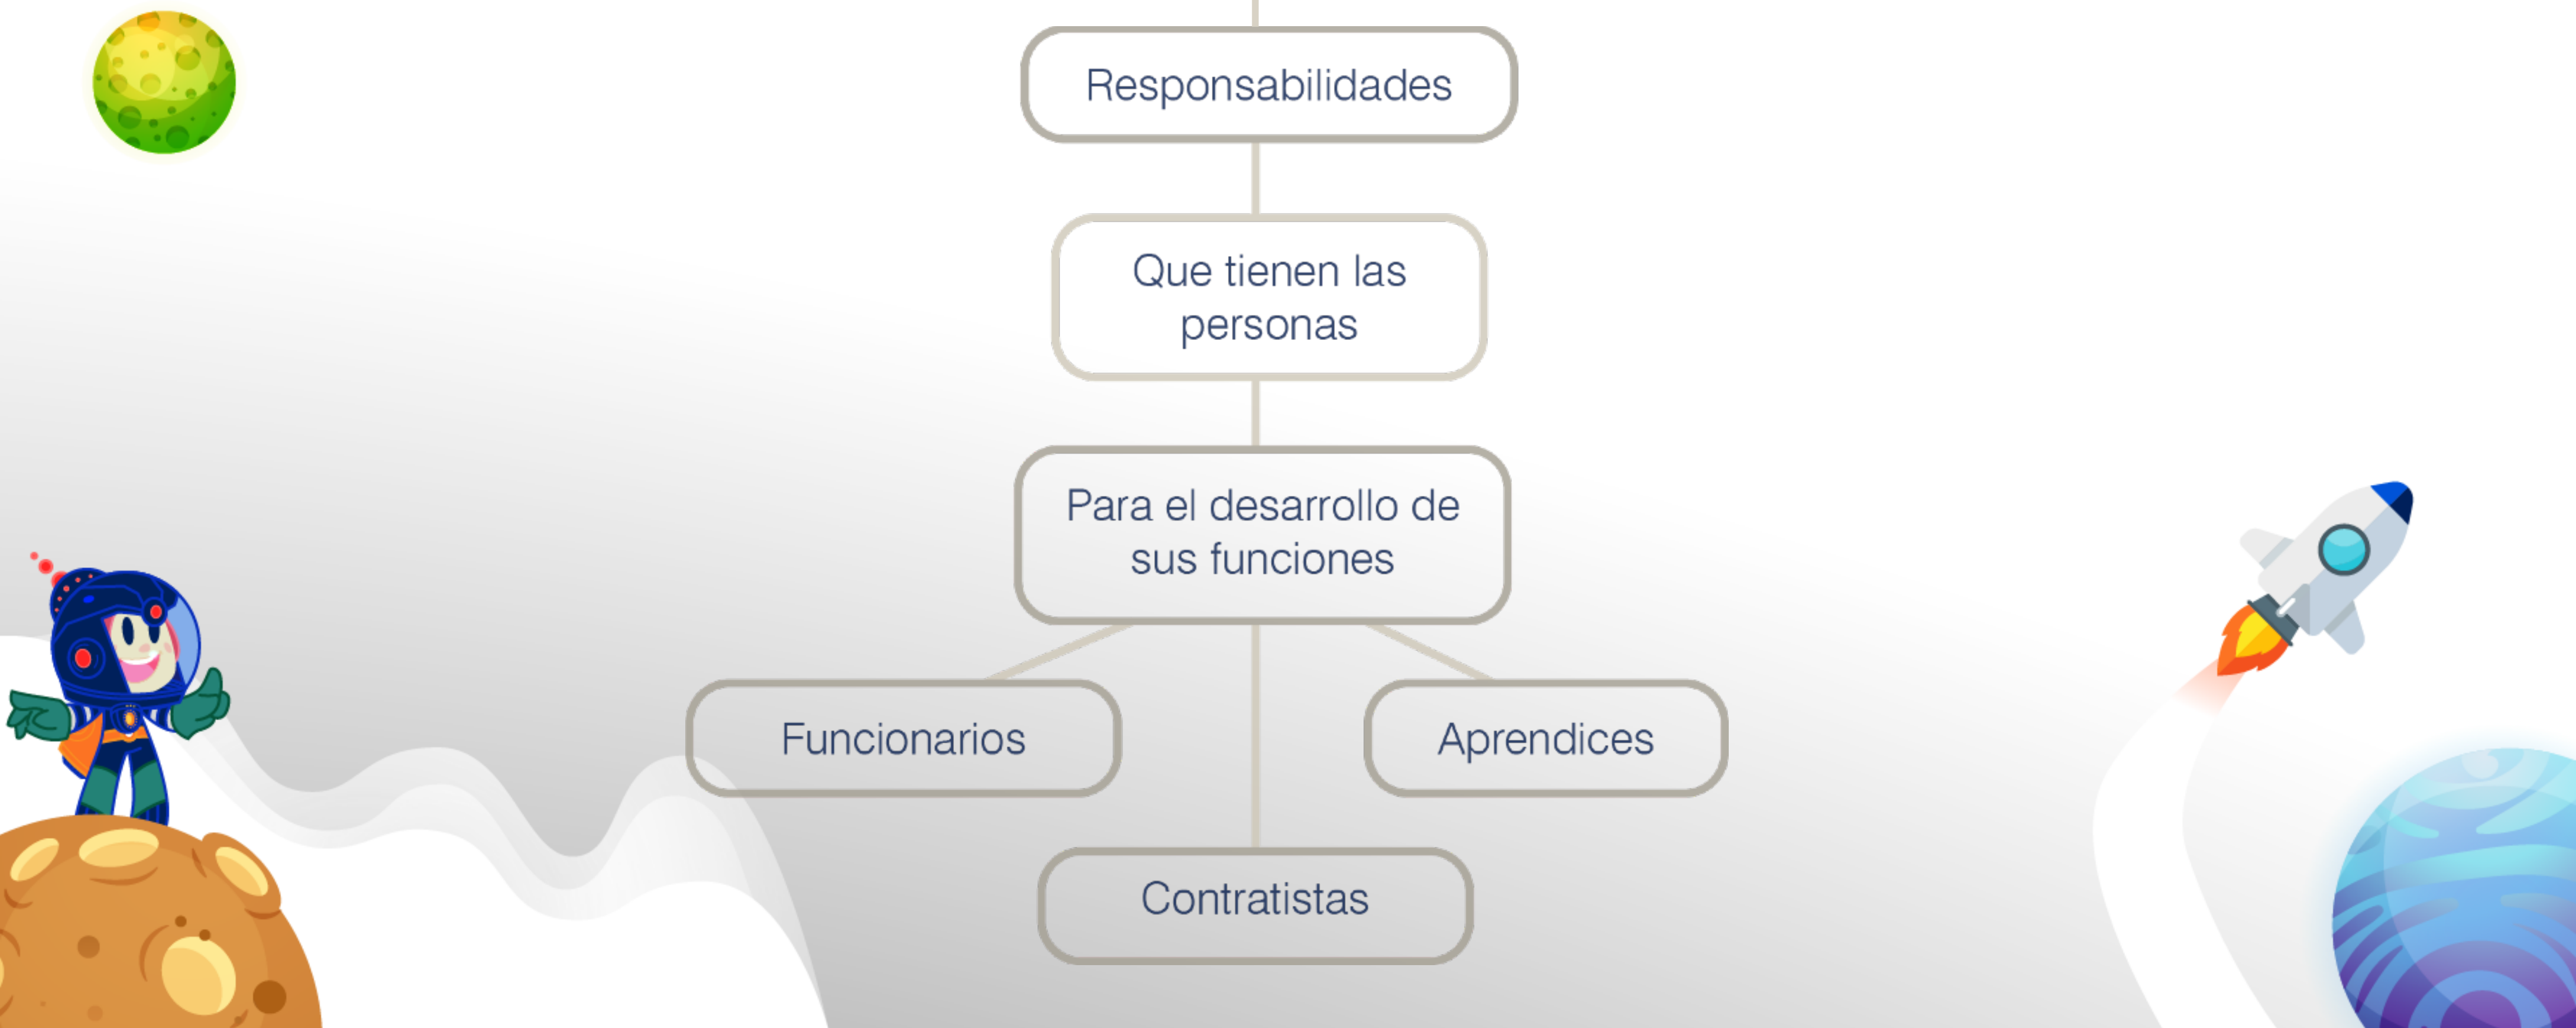 Responsabilidades
Que tienen las
personas
Para el desarrollo de
sus funciones
Funcionarios
Aprendices
Contratistas